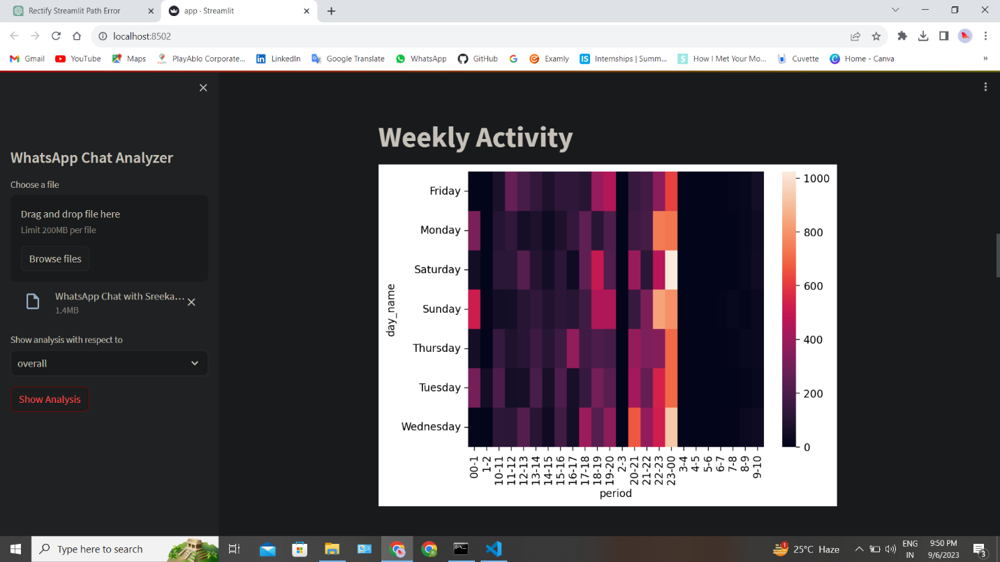 Rectify Streamlit Path Error
app · Streamlit
localhost:8502
Gmail
YouTube
Maps
PlayAblo Corporate...
LinkedIn
Google Translate
WhatsApp
GitHub
Examly
Internships | Summ...
How I Met Your Mo...
Cuvette
Home - Canva
»
WhatsApp Chat Analyzer
Choose a file
Drag and drop file here
Limit 200MB per file
Browse files
WhatsApp Chat with Sreeka...
1.4MB
Show analysis with respect to
overall
Show Analysis
Weekly Activity
Friday
Monday
Saturday
Sunday
Thursday
Tuesday
Wednesday
day_name
00-1
1-2
10-11
11-12
12-13
13-14
14-15
15-16
16-17
17-18
18-19
19-20
2-3
20-21
21-22
22-23
23-00
3-4
4-5
5-6
6-7
7-8
8-9
9-10
period
1000
800
600
400
200
0
Type here to search
1
25°C Haze
ENG
IN
9:50 PM
9/6/2023
3